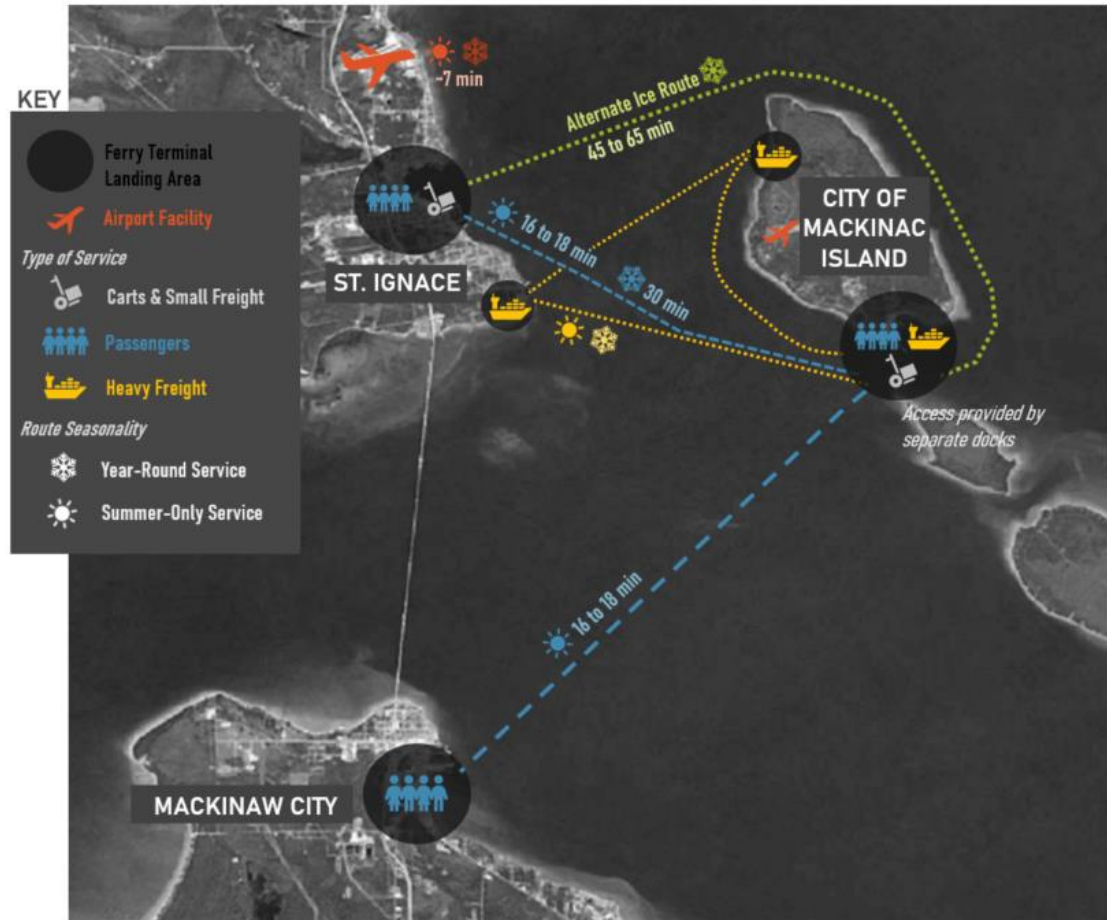 KEY
Ferry Terminal
Landing Area
Airport Facility
Type of Service
Carts & Small Freight
Passengers
Heavy Freight
Route Seasonality
Year-Round Service
Summer-Only Service
~7 min
Alternate Ice Route
45 to 65 min
ST. IGNACE
16 to 18 min
30 min
CITY OF
MACKINAC
ISLAND
Access provided by
separate docks
16 to 18 min
MACKINAW CITY